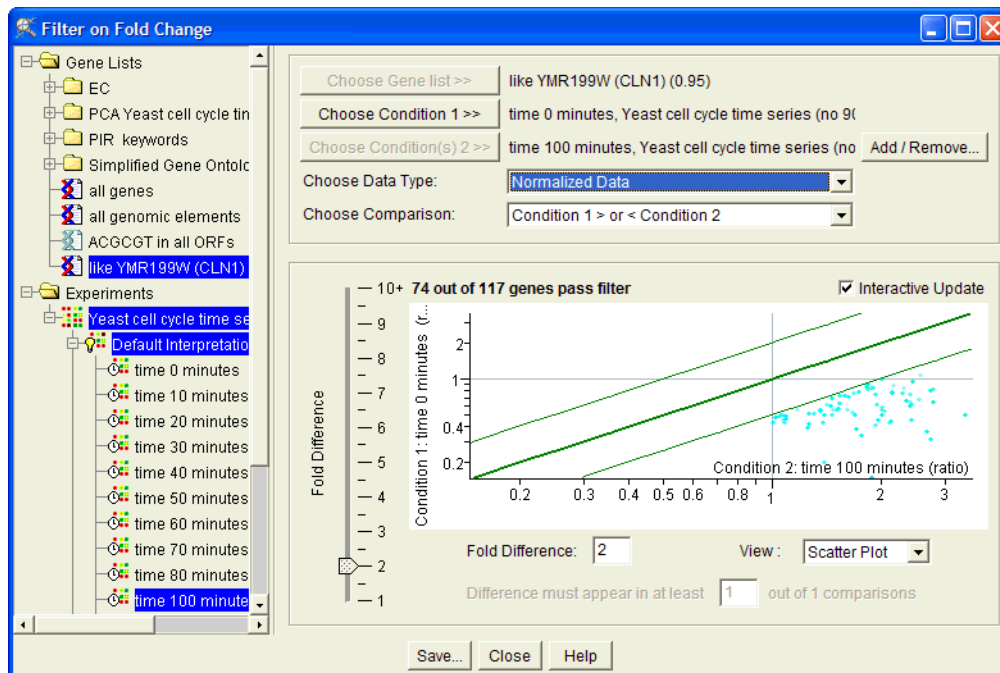 Filter on Fold Change
Gene Lists
EC
PCA Yeast cell cycle tin
PIR keywords
Simplified Gene Ontolc
all genes
all genomic elements
ACGCGT in all ORFs
like YMR199W (CLN1)
Experiments
Yeast cell cycle time se
Default Interpretatio
time 0 minutes
time 10 minutes
time 20 minutes
time 30 minutes
time 40 minutes
time 50 minutes
time 60 minutes
time 70 minutes
time 80 minutes
time 100 minute
Choose Gene list >> like YMR199W (CLN1) (0.95)
Choose Condition 1 >> time 0 minutes, Yeast cell cycle time series (no 90
Choose Condition(s) 2 >> time 100 minutes, Yeast cell cycle time series (no Add / Remove...
Choose Data Type: Normalized Data
Choose Comparison: Condition 1 > or < Condition 2
74 out of 117 genes pass filter Interactive Update
Fold Difference
10+
9
8
7
6
5
4
3
2
1
Condition 1: time 0 minutes (r...
2
1
0.4
0.2
Condition 2: time 100 minutes (ratio)
0.2 0.3 0.4 0.5 0.6 0.8 1 2 3
Fold Difference: 2 View : Scatter Plot
Difference must appear in at least 1 out of 1 comparisons
Save... Close Help